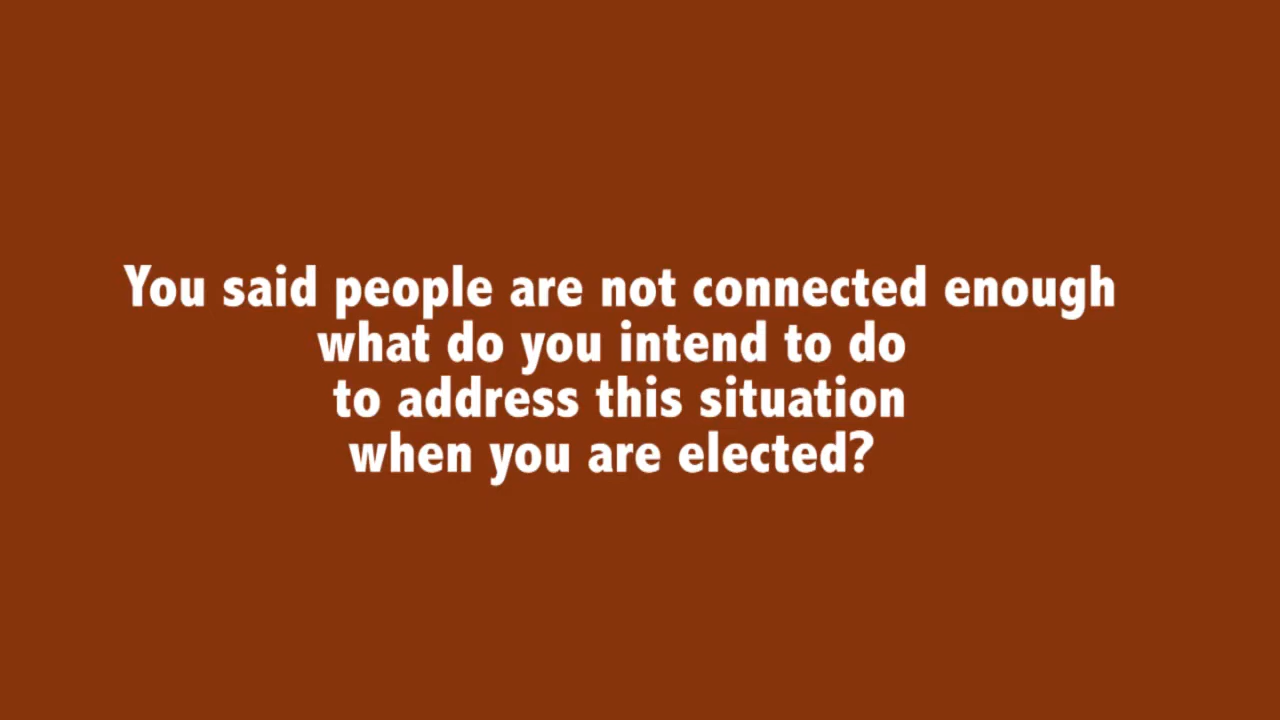 You said people are not connected enough
what do you intend to do
to address this situation
when you are elected?